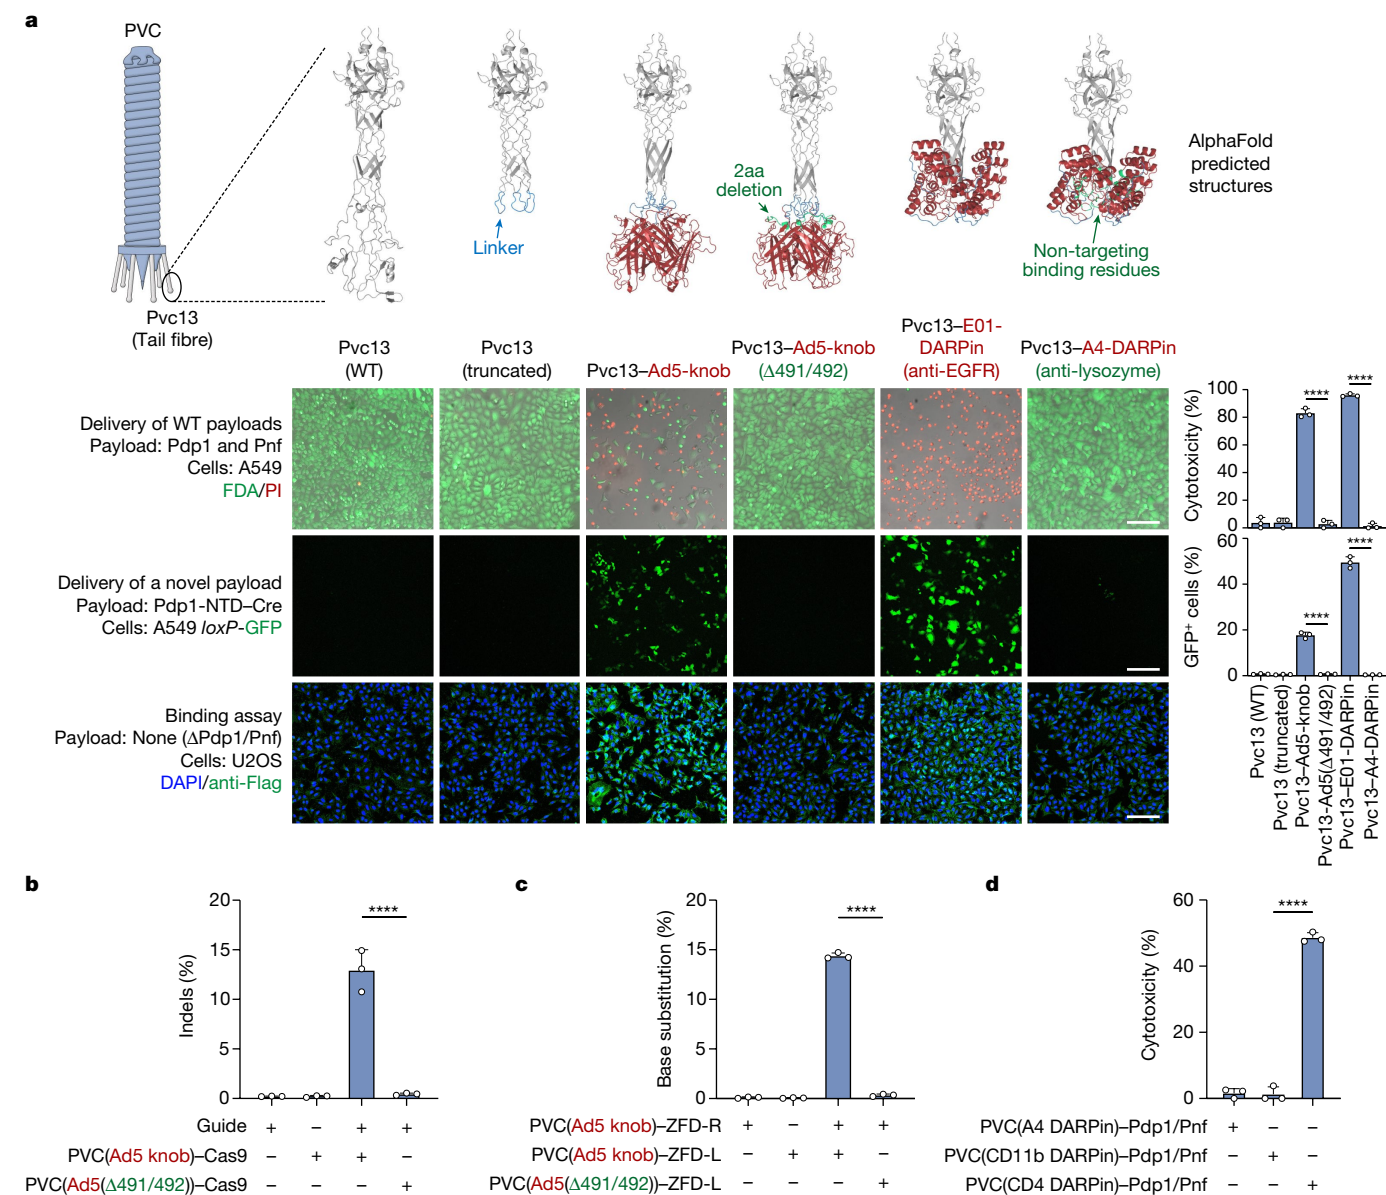 a
PVC
Pvc13
(Tail fibre)
Linker
2aa
deletion
Non-targeting
binding residues
AlphaFold
predicted
structures
Pvc13
(WT)
Pvc13
(truncated)
Pvc13–Ad5-knob
Pvc13–Ad5-knob
(Δ491/492)
Pvc13–E01-
DARPin
(anti-EGFR)
Pvc13–A4-DARPin
(anti-lysozyme)
Delivery of WT payloads
Payload: Pdp1 and Pnf
Cells: A549
FDA/PI
Delivery of a novel payload
Payload: Pdp1-NTD–Cre
Cells: A549 loxP-GFP
Binding assay
Payload: None (ΔPdp1/Pnf)
Cells: U2OS
DAPI/anti-Flag
Cytotoxicity (%)
100
80
60
40
20
0
****
****
GFP⁺ cells (%)
60
40
20
0
****
****
Pvc13 (WT)
Pvc13 (truncated)
Pvc13–Ad5-knob
Pvc13-Ad5(Δ491/492)
Pvc13–E01-DARPin
Pvc13–A4-DARPin
b
Indels (%)
20
15
10
5
0
****
Guide + – + +
PVC(Ad5 knob)–Cas9 – + + –
PVC(Ad5(Δ491/492))–Cas9 – – – +
c
Base substitution (%)
20
15
10
5
0
****
PVC(Ad5 knob)–ZFD-R + – + +
PVC(Ad5 knob)–ZFD-L – + + –
PVC(Ad5(Δ491/492))–ZFD-L – – – +
d
Cytotoxicity (%)
60
40
20
0
****
PVC(A4 DARPin)–Pdp1/Pnf + – –
PVC(CD11b DARPin)–Pdp1/Pnf – + –
PVC(CD4 DARPin)–Pdp1/Pnf – – +